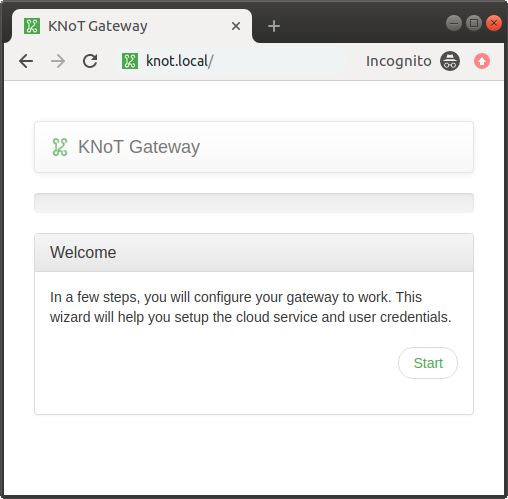 KNoT Gateway
knot.local/
Incognito
KNoT Gateway
Welcome
In a few steps, you will configure your gateway to work. This
wizard will help you setup the cloud service and user credentials.
Start